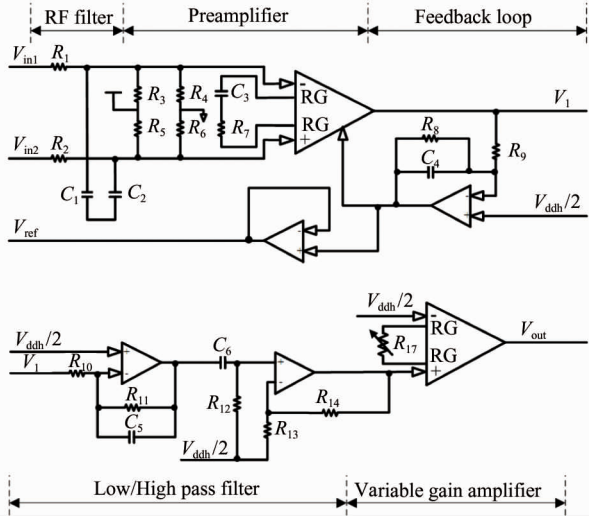 RF filter Preamplifier Feedback loop
Vin1 R1
R3 R4 C3 - RG V1
R8
R5 R6 R7 RG + R9
Vin2 R2 C4
C1 C2 - +
Vref - + Vddh/2
Vddh/2 - RG Vout
Vddh/2 + C6 + R17
V1 R10 - - RG +
R11 R12 R14
C5 R13
Vddh/2
Low/High pass filter Variable gain amplifier